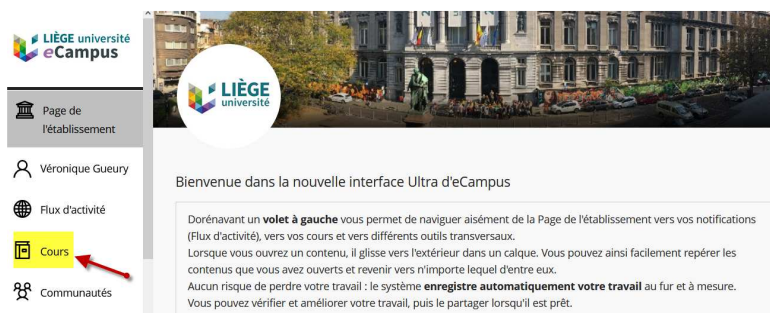 LIÈGE université
eCampus
Page de
l'établissement
Véronique Gueury
Flux d'activité
Cours
Communautés
LIÈGE
université
Bienvenue dans la nouvelle interface Ultra d'eCampus
Dorénavant un volet à gauche vous permet de naviguer aisément de la Page de l'établissement vers vos notifications
(Flux d'activité), vers vos cours et vers différents outils transversaux.
Lorsque vous ouvrez un contenu, il glisse vers l'extérieur dans un calque. Vous pouvez ainsi facilement repérer les
contenus que vous avez ouverts et revenir vers n'importe lequel d'entre eux.
Aucun risque de perdre votre travail : le système enregistre automatiquement votre travail au fur et à mesure.
Vous pouvez vérifier et améliorer votre travail, puis le partager lorsqu'il est prêt.